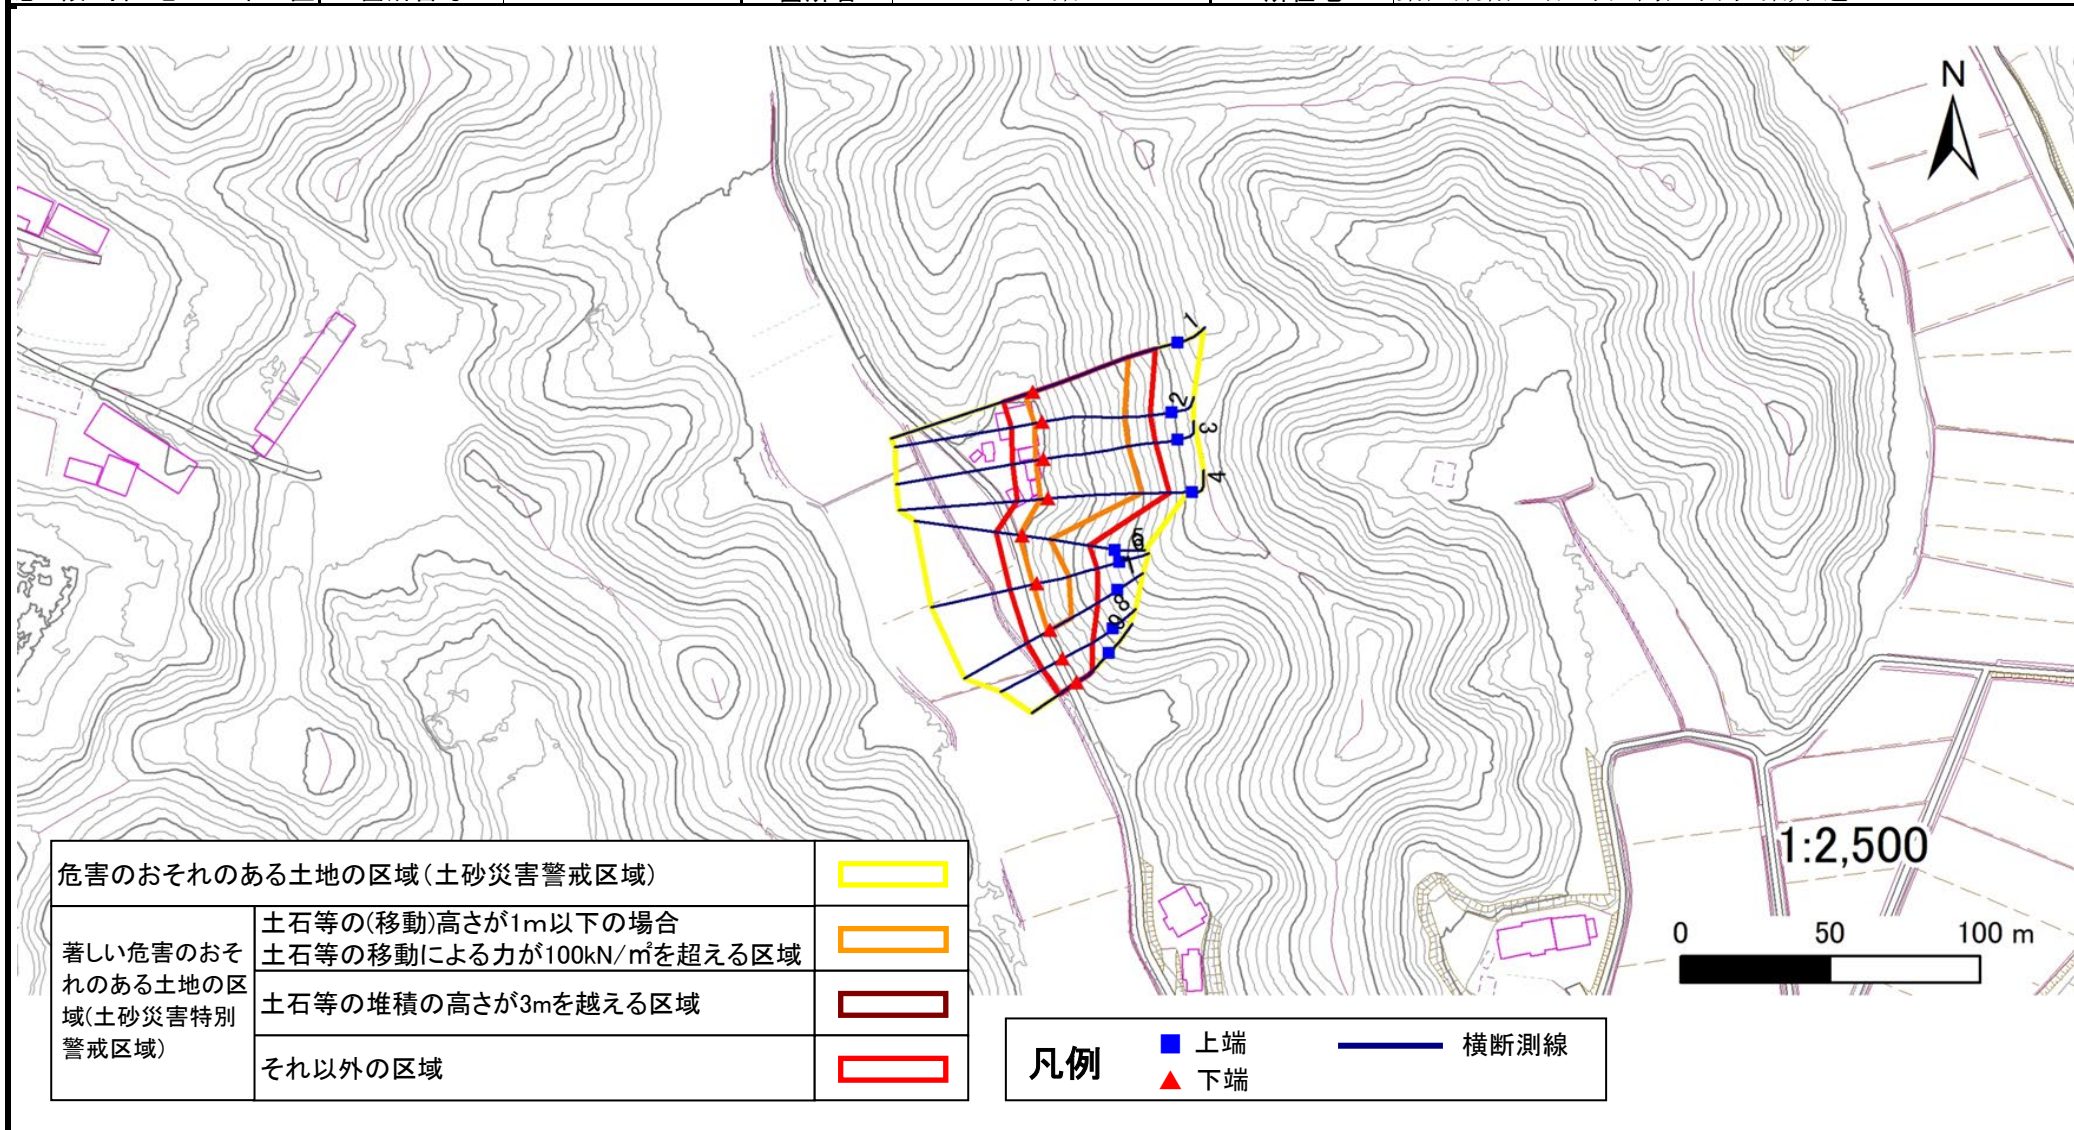 N
1
2
3
4
5
6
7
8
9
1:2,500
0 50 100 m
危害のおそれのある土地の区域(土砂災害警戒区域)
著しい危害のおそ
れのある土地の区
域(土砂災害特別
警戒区域)
土石等の(移動)高さが1m以下の場合
土石等の移動による力が100kN/㎡を超える区域
土石等の堆積の高さが3mを越える区域
それ以外の区域
凡例
上端
下端
横断測線